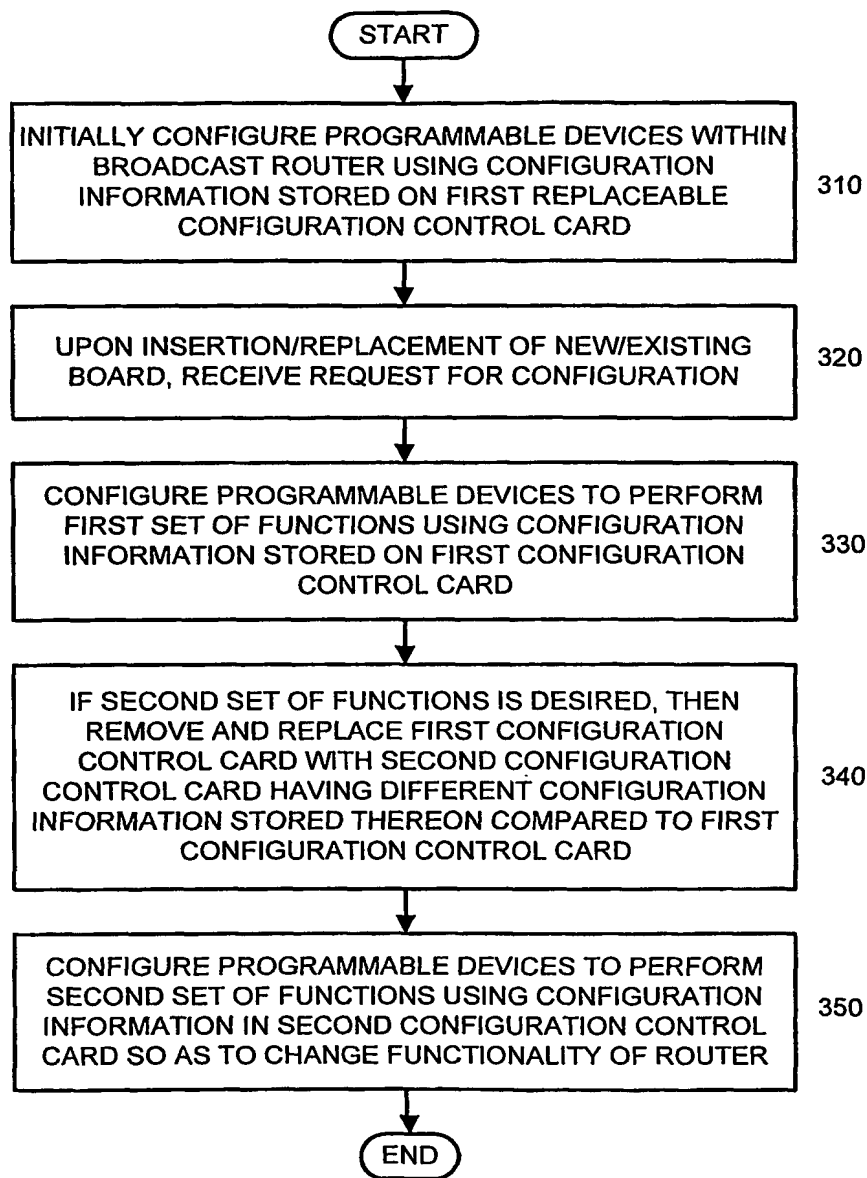 START
INITIALLY CONFIGURE PROGRAMMABLE DEVICES WITHIN
BROADCAST ROUTER USING CONFIGURATION
INFORMATION STORED ON FIRST REPLACEABLE
CONFIGURATION CONTROL CARD
310
UPON INSERTION/REPLACEMENT OF NEW/EXISTING
BOARD, RECEIVE REQUEST FOR CONFIGURATION
320
CONFIGURE PROGRAMMABLE DEVICES TO PERFORM
FIRST SET OF FUNCTIONS USING CONFIGURATION
INFORMATION STORED ON FIRST CONFIGURATION
CONTROL CARD
330
IF SECOND SET OF FUNCTIONS IS DESIRED, THEN
REMOVE AND REPLACE FIRST CONFIGURATION
CONTROL CARD WITH SECOND CONFIGURATION
CONTROL CARD HAVING DIFFERENT CONFIGURATION
INFORMATION STORED THEREON COMPARED TO FIRST
CONFIGURATION CONTROL CARD
340
CONFIGURE PROGRAMMABLE DEVICES TO PERFORM
SECOND SET OF FUNCTIONS USING CONFIGURATION
INFORMATION IN SECOND CONFIGURATION CONTROL
CARD SO AS TO CHANGE FUNCTIONALITY OF ROUTER
350
END